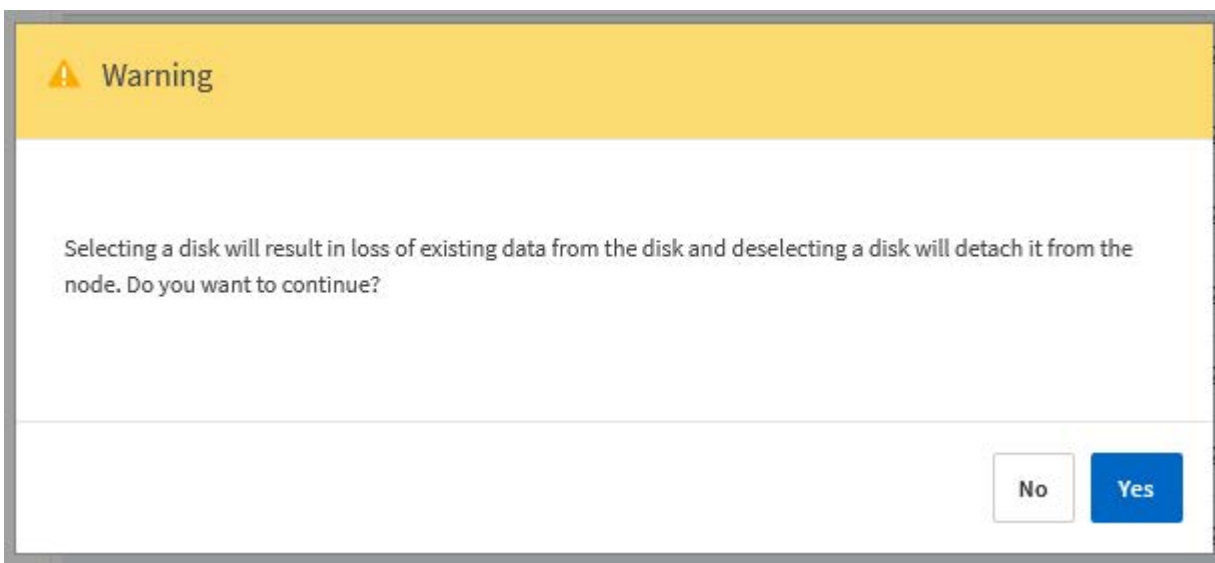 Warning
Selecting a disk will result in loss of existing data from the disk and deselecting a disk will detach it from the
node. Do you want to continue?
No
Yes